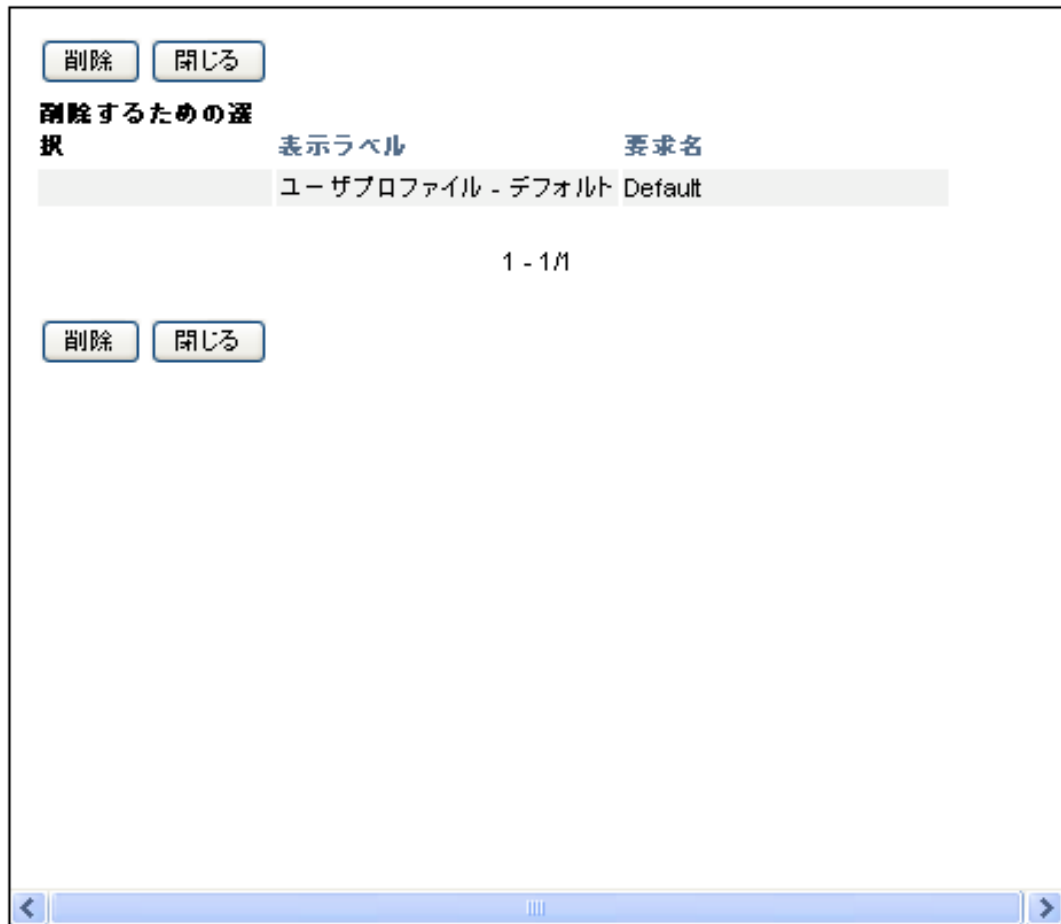 削除 閉じる
削除するための選
択 表示ラベル 要求名
ユーザプロファイル - デフォルト Default
1 - 1/1
削除 閉じる